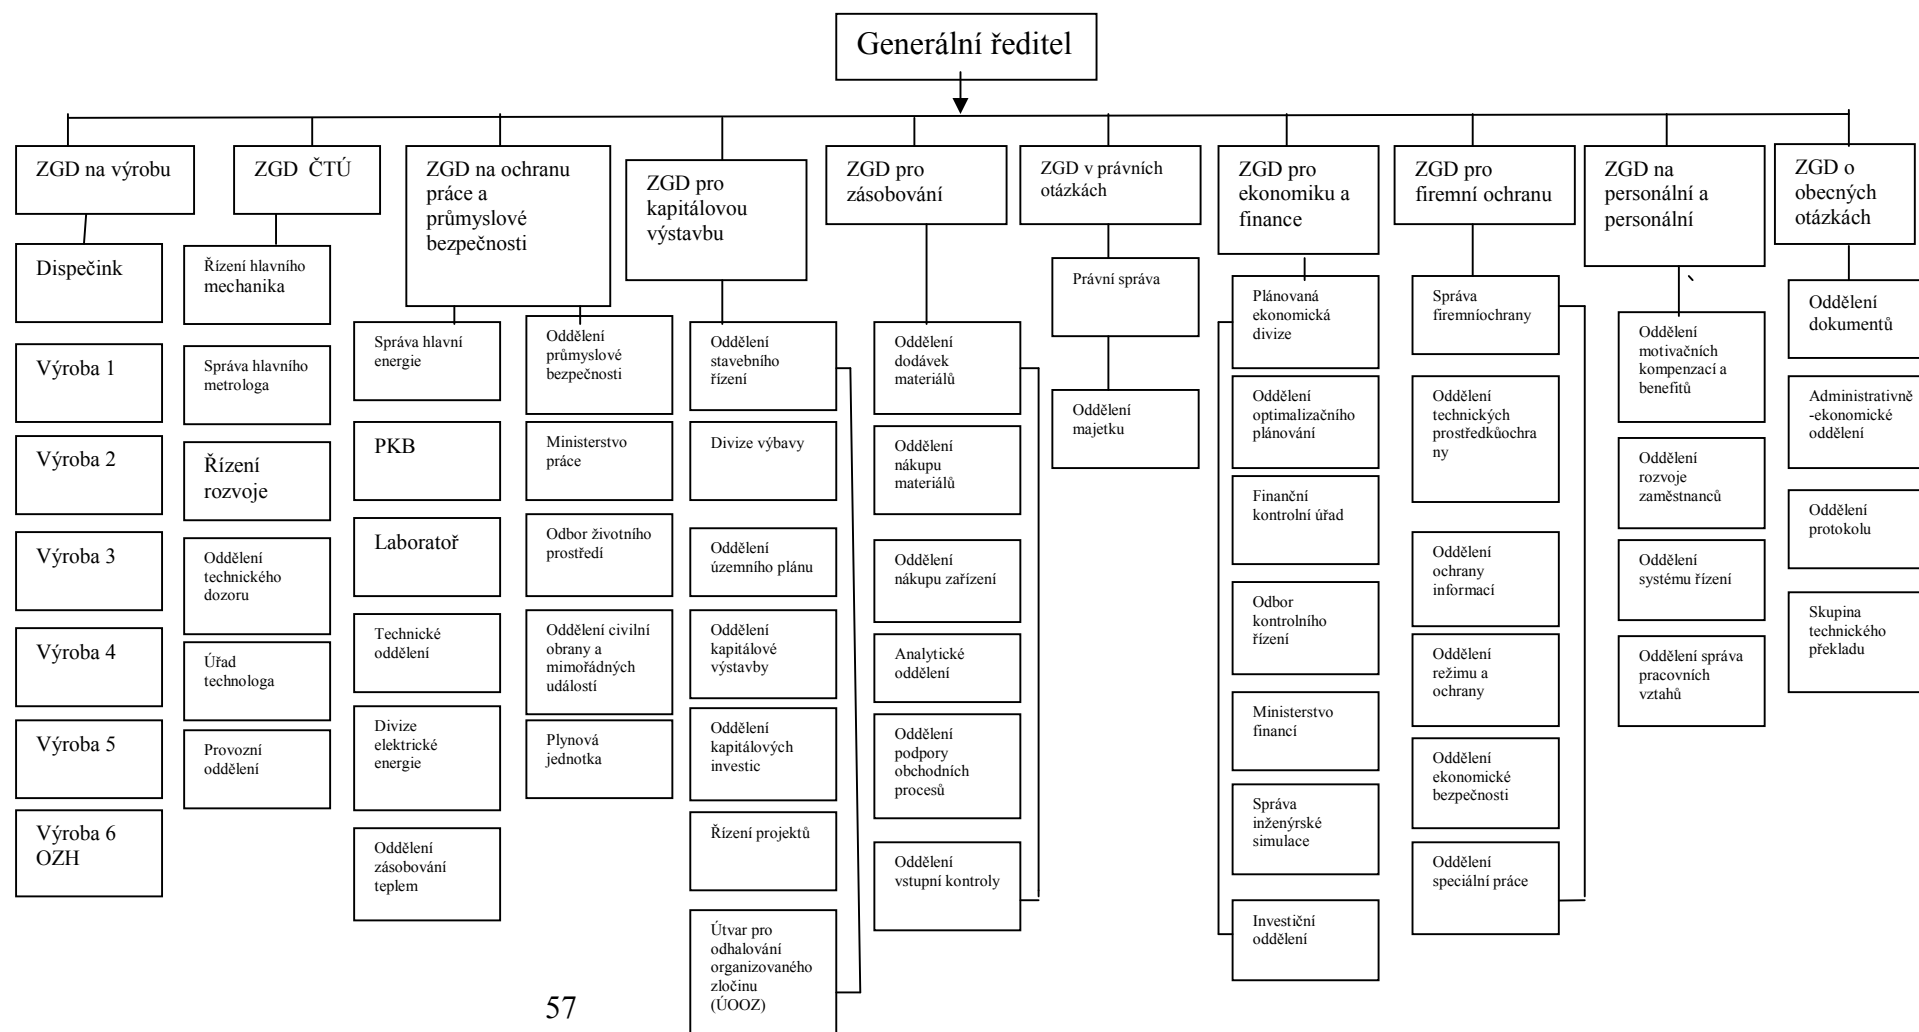 Generální ředitel
ZGD na výrobu
ZGD ČTÚ
ZGD na ochranu
práce a
průmyslové
bezpečnosti
ZGD pro
kapitálovou
výstavbu
ZGD pro
zásobování
ZGD v právních
otázkách
ZGD pro
ekonomiku a
finance
ZGD pro
firemní ochranu
ZGD na
personální a
personální
ZGD o
obecných
otázkách
Dispečink
Výroba 1
Výroba 2
Výroba 3
Výroba 4
Výroba 5
Výroba 6
OZH
Řízení hlavního
mechanika
Správa hlavního
metrologa
Řízení
rozvoje
Oddělení
technického
dozoru
Úřad
technologa
Provozní
oddělení
Správa hlavní
energie
PKB
Laboratoř
Technické
oddělení
Divize
elektrické
energie
Oddělení
zásobování
teplem
Oddělení
průmyslové
bezpečnosti
Ministerstvo
práce
Odbor životního
prostředí
Oddělení civilní
obrany a
mimořádných
událostí
Plynová
jednotka
Oddělení
stavebního
řízení
Divize výbavy
Oddělení
územního plánu
Oddělení
kapitálové
výstavby
Oddělení
kapitálových
investic
Řízení projektů
Útvar pro
odhalování
organizovaného
zločinu
(ÚOOZ)
Oddělení
dodávek
materiálů
Oddělení
nákupu
materiálů
Oddělení
nákupu zařízení
Analytické
oddělení
Oddělení
podpory
obchodních
procesů
Oddělení
vstupní kontroly
Právní správa
Oddělení
majetku
Plánovaná
ekonomická
divize
Oddělení
optimalizačního
plánování
Finanční
kontrolní úřad
Odbor
kontrolního
řízení
Ministerstvo
financí
Správa
inženýrské
simulace
Investiční
oddělení
Správa
firemníochrany
Oddělení
technických
prostředkůochra
ny
Oddělení
ochrany
informací
Oddělení
režimu a
ochrany
Oddělení
ekonomické
bezpečnosti
Oddělení
speciální práce
Oddělení
motivačních
kompenzací a
benefitů
Oddělení
rozvoje
zaměstnanců
Oddělení
systému řízení
Oddělení správa
pracovních
vztahů
Oddělení
dokumentů
Administrativně
-ekonomické
oddělení
Oddělení
protokolu
Skupina
technického
překladu
57